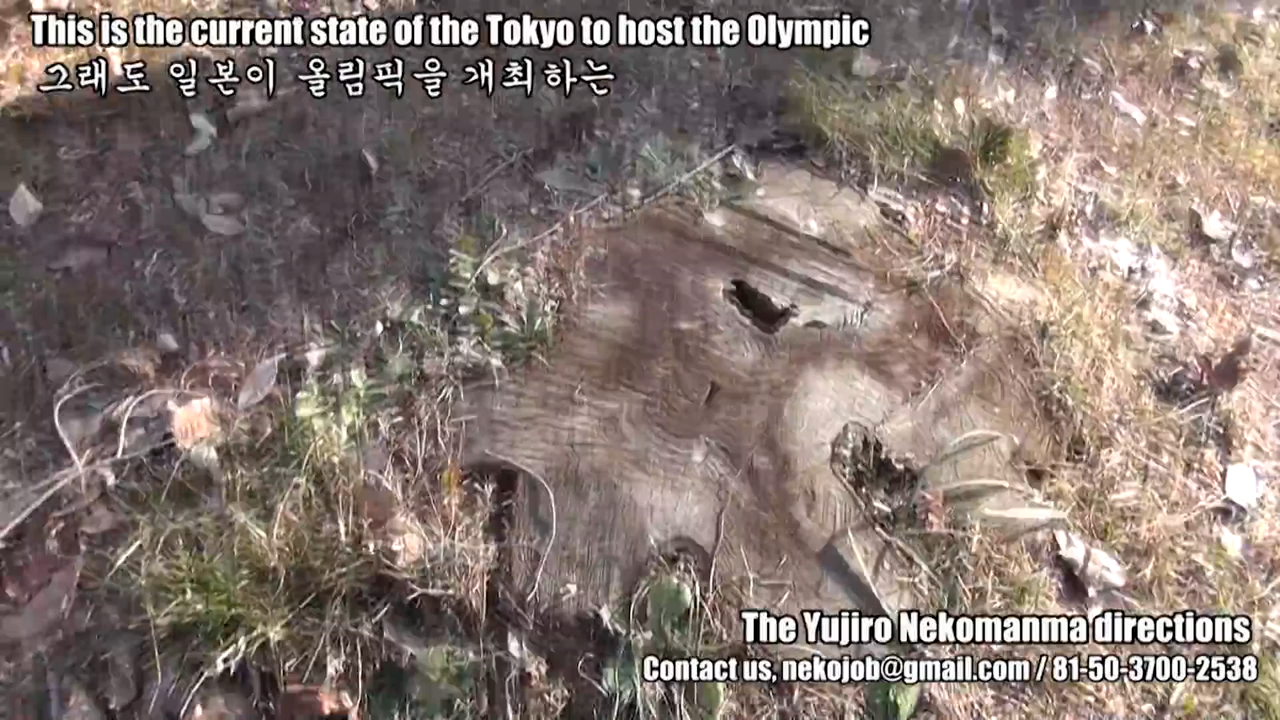 This is the current state of the Tokyo to host the Olympic
그래도 일본이 올림픽을 개최하는
The Yujiro Nekomanma directions
Contact us, nekojob@gmail.com / 81-50-3700-2538